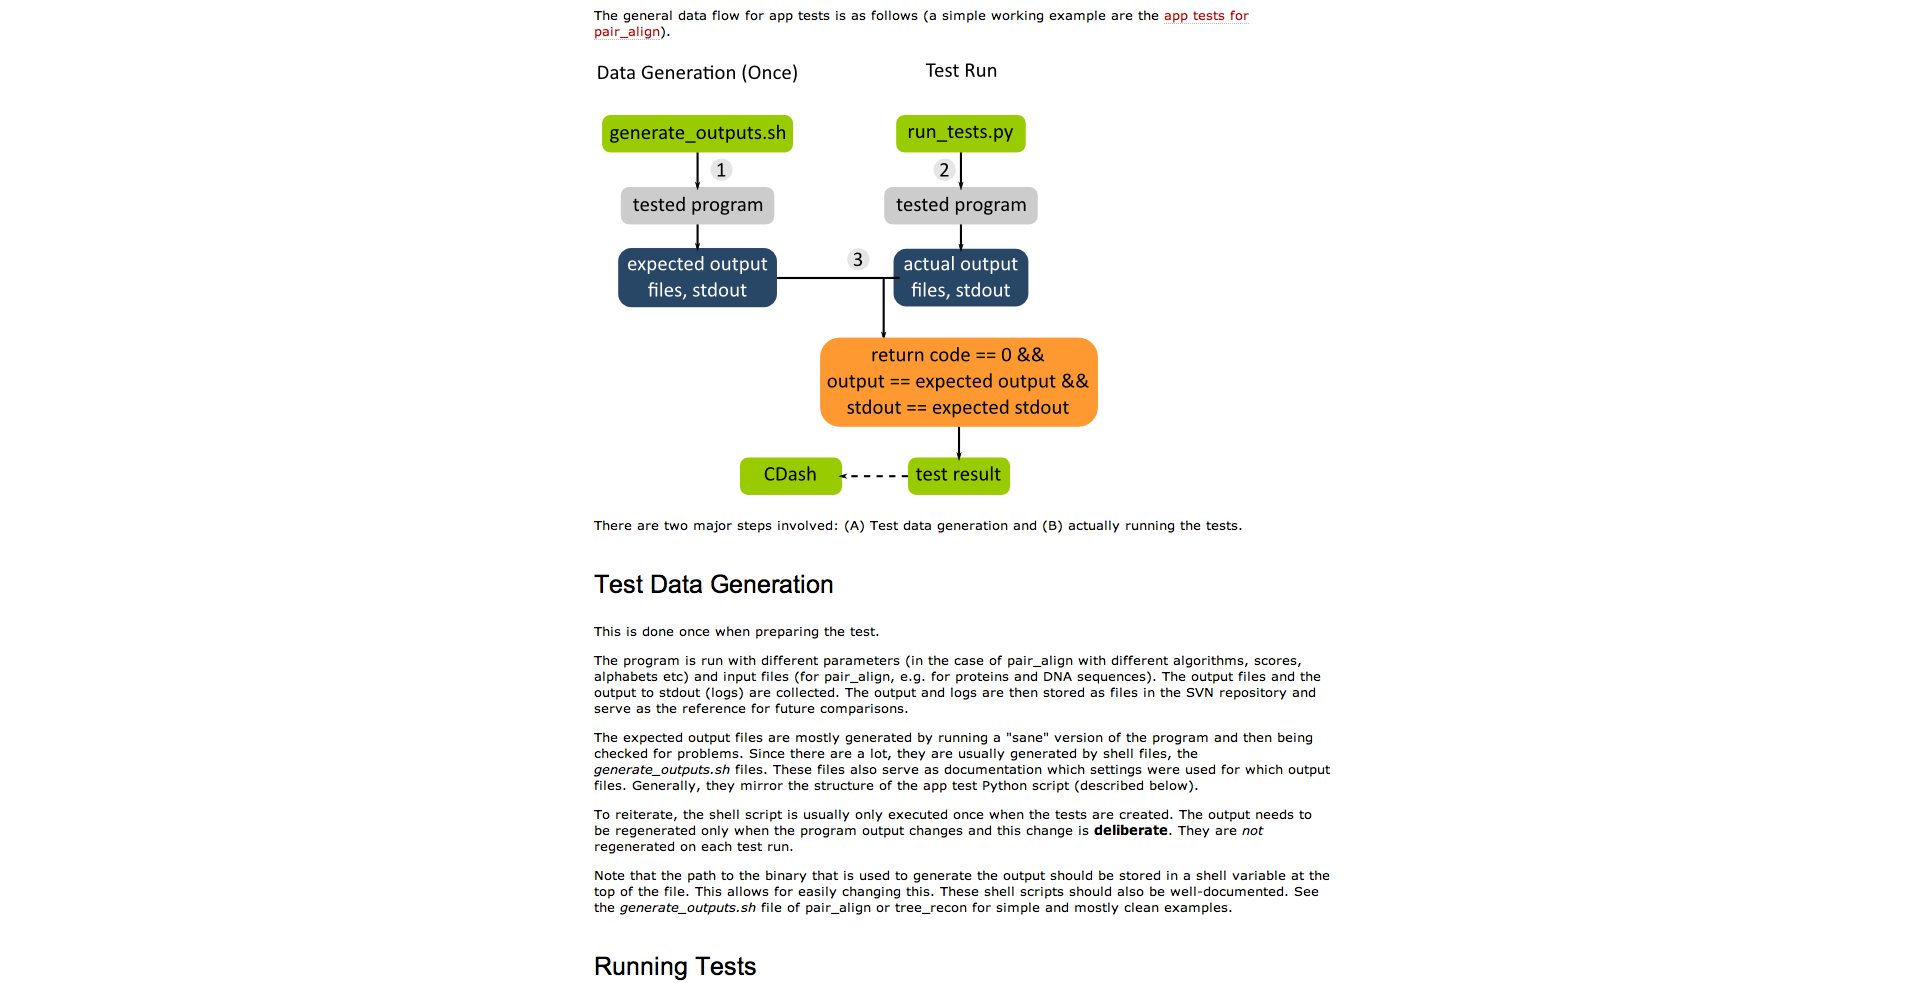 The general data flow for app tests is as follows (a simple working example are the app tests for
pair_align).
Data Generation (Once)
Test Run
generate_outputs.sh
run_tests.py
1
2
tested program
tested program
expected output
files, stdout
3
actual output
files, stdout
return code == 0 &&
output == expected output &&
stdout == expected stdout
CDash
test result
There are two major steps involved: (A) Test data generation and (B) actually running the tests.
Test Data Generation
This is done once when preparing the test.
The program is run with different parameters (in the case of pair_align with different algorithms, scores,
alphabets etc) and input files (for pair_align, e.g. for proteins and DNA sequences). The output files and the
output to stdout (logs) are collected. The output and logs are then stored as files in the SVN repository and
serve as the reference for future comparisons.
The expected output files are mostly generated by running a "sane" version of the program and then being
checked for problems. Since there are a lot, they are usually generated by shell files, the
generate_outputs.sh files. These files also serve as documentation which settings were used for which output
files. Generally, they mirror the structure of the app test Python script (described below).
To reiterate, the shell script is usually only executed once when the tests are created. The output needs to
be regenerated only when the program output changes and this change is deliberate. They are not
regenerated on each test run.
Note that the path to the binary that is used to generate the output should be stored in a shell variable at the
top of the file. This allows for easily changing this. These shell scripts should also be well-documented. See
the generate_outputs.sh file of pair_align or tree_recon for simple and mostly clean examples.
Running Tests